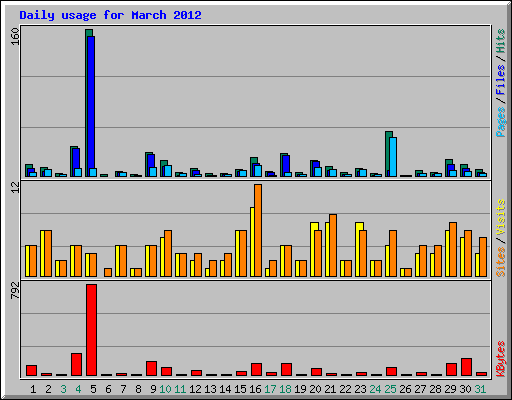 Daily usage for March 2012
160
Pages / Files / Hits
12
Sites / Visits
792
KBytes
1 2 3 4 5 6 7 8 9 10 11 12 13 14 15 16 17 18 19 20 21 22 23 24 25 26 27 28 29 30 31